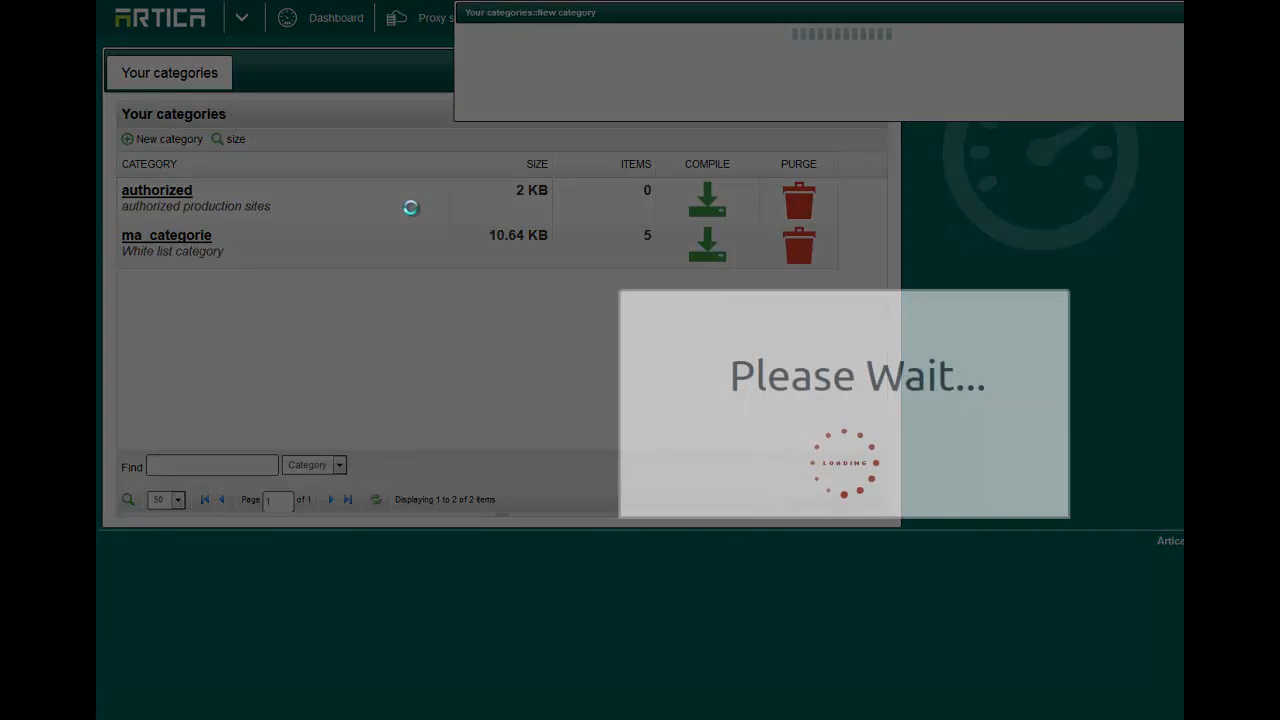 ARTICA
Dashboard
Proxy s
Your categories::New category
Your categories
Your categories
New category
size
CATEGORY SIZE ITEMS COMPILE PURGE
authorized 2 KB 0
authorized production sites
ma_categorie 10.64 KB 5
White list category
Please Wait...
LOADING
Find Category
50 Page 1 of 1 Displaying 1 to 2 of 2 items
Artica